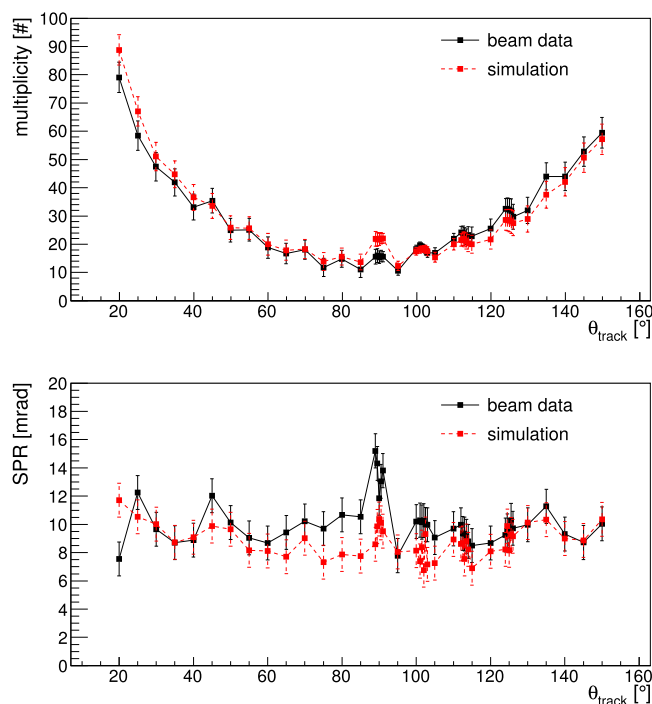 multiplicity [#]
100
90
80
70
60
50
40
30
20
10
0
beam data
simulation
20 40 60 80 100 120 140 160
θtrack [°]
SPR [mrad]
20
18
16
14
12
10
8
6
4
2
0
beam data
simulation
20 40 60 80 100 120 140 160
θtrack [°]